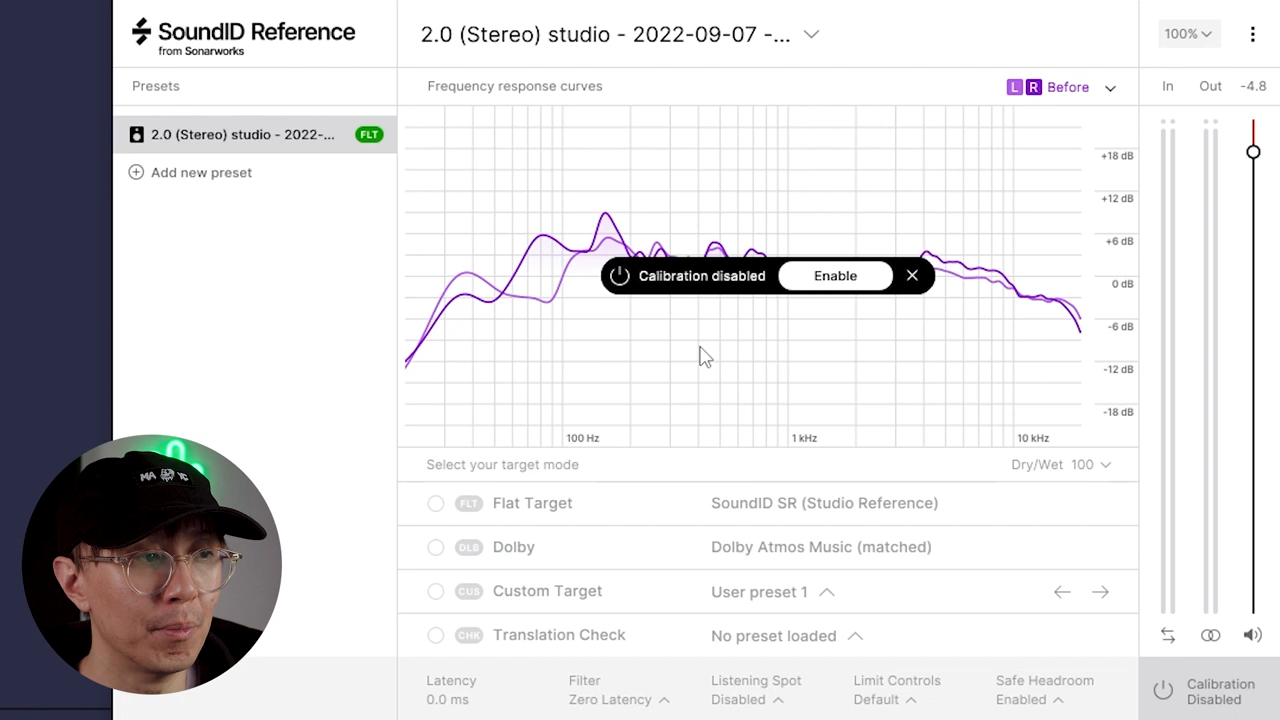 SoundID Reference
from Sonarworks
2.0 (Stereo) studio - 2022-09-07 -...
100%
Presets
Frequency response curves
L R Before
In Out -4.8
2.0 (Stereo) studio - 2022-... FLT
Add new preset
+18 dB
+12 dB
+6 dB
0 dB
-6 dB
-12 dB
-18 dB
Calibration disabled Enable
100 Hz 1 kHz 10 kHz
Select your target mode
Dry/Wet 100
FLT Flat Target SoundID SR (Studio Reference)
DLB Dolby Dolby Atmos Music (matched)
CUS Custom Target User preset 1
CHK Translation Check No preset loaded
Latency
0.0 ms
Filter
Zero Latency
Listening Spot
Disabled
Limit Controls
Default
Safe Headroom
Enabled
Calibration
Disabled
MA YC